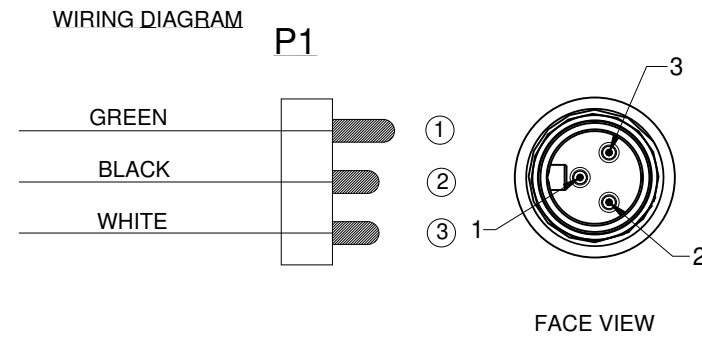 WIRING DIAGRAM
P1
GREEN
1
BLACK
2
WHITE
3
3
1
2
FACE VIEW